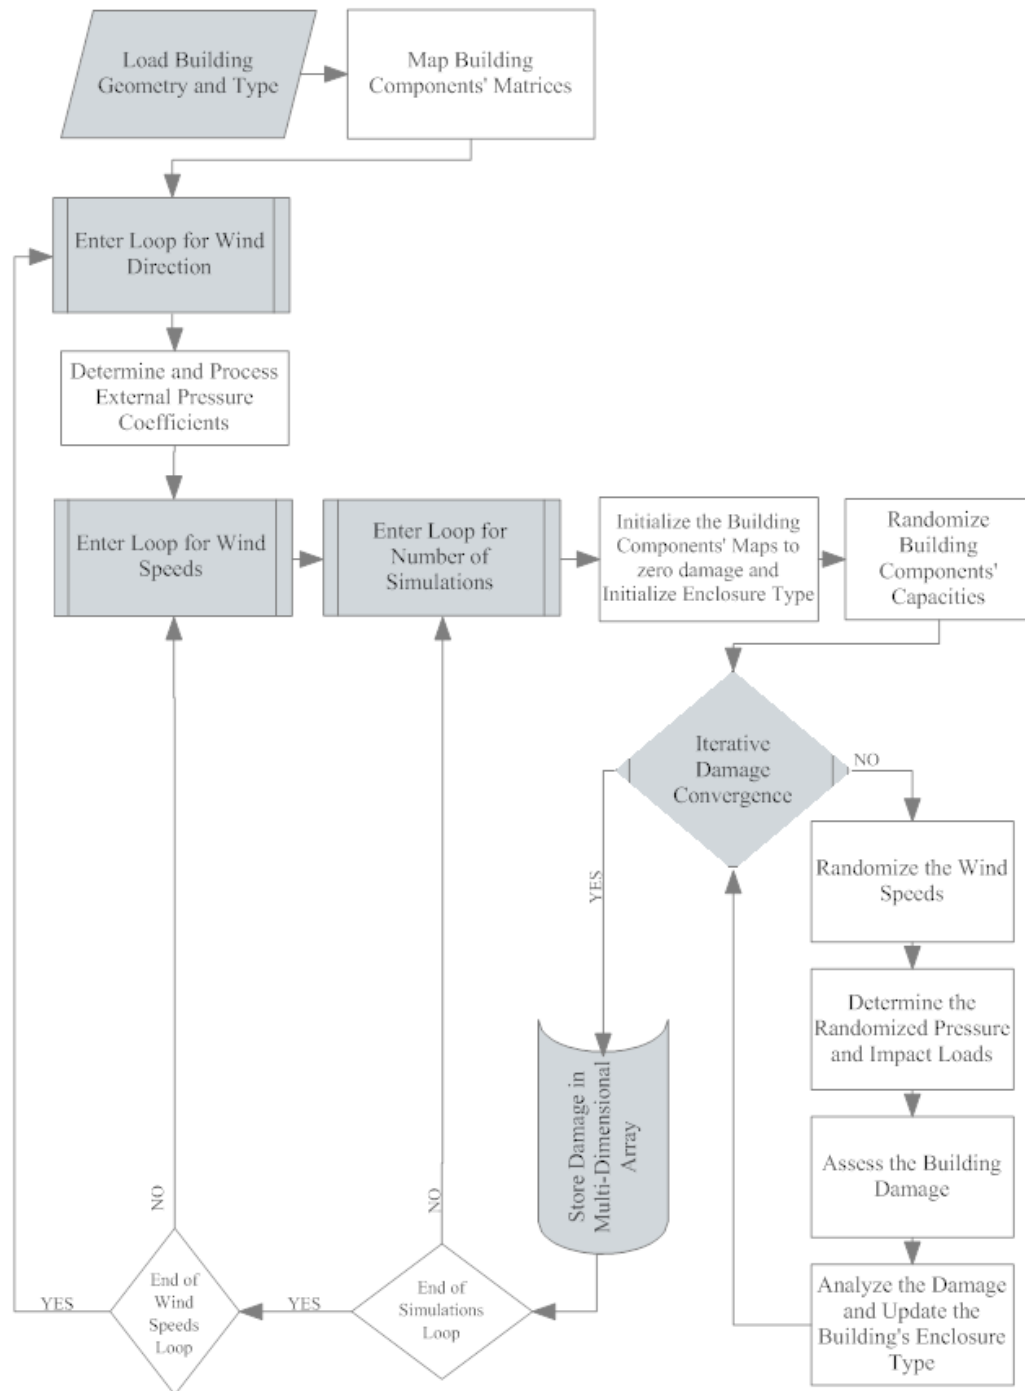 Load Building
Geometry and Type
Map Building
Components' Matrices
Enter Loop for Wind
Direction
Determine and Process
External Pressure
Coefficients
Enter Loop for Wind
Speeds
Enter Loop for
Number of
Simulations
Initialize the Building
Components' Maps to
zero damage and
Initialize Enclosure Type
Randomize
Building
Components'
Capacities
Iterative
Damage
Convergence
NO
YES
Randomize the Wind
Speeds
Determine the
Randomized Pressure
and Impact Loads
Assess the Building
Damage
Analyze the Damage
and Update the
Building's Enclosure
Type
Store Damage in
Multi-Dimensional
Array
End of
Simulations
Loop
NO
YES
End of
Wind
Speeds
Loop
NO
YES